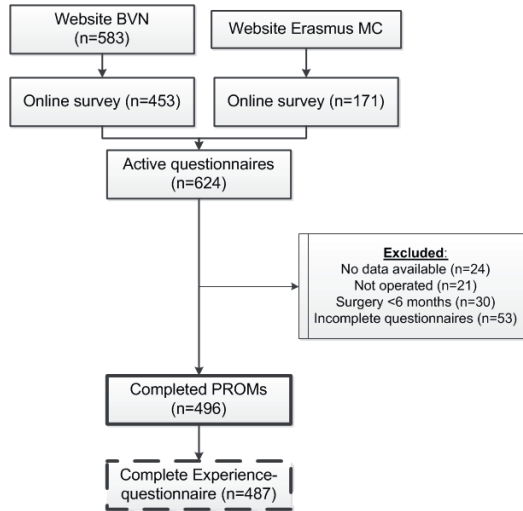 Website BVN
(n=583)
Website Erasmus MC
Online survey (n=453)
Online survey (n=171)
Active questionnaires
(n=624)
Excluded:
No data available (n=24)
Not operated (n=21)
Surgery <6 months (n=30)
Incomplete questionnaires (n=53)
Completed PROMs
(n=496)
Complete Experience-
questionnaire (n=487)